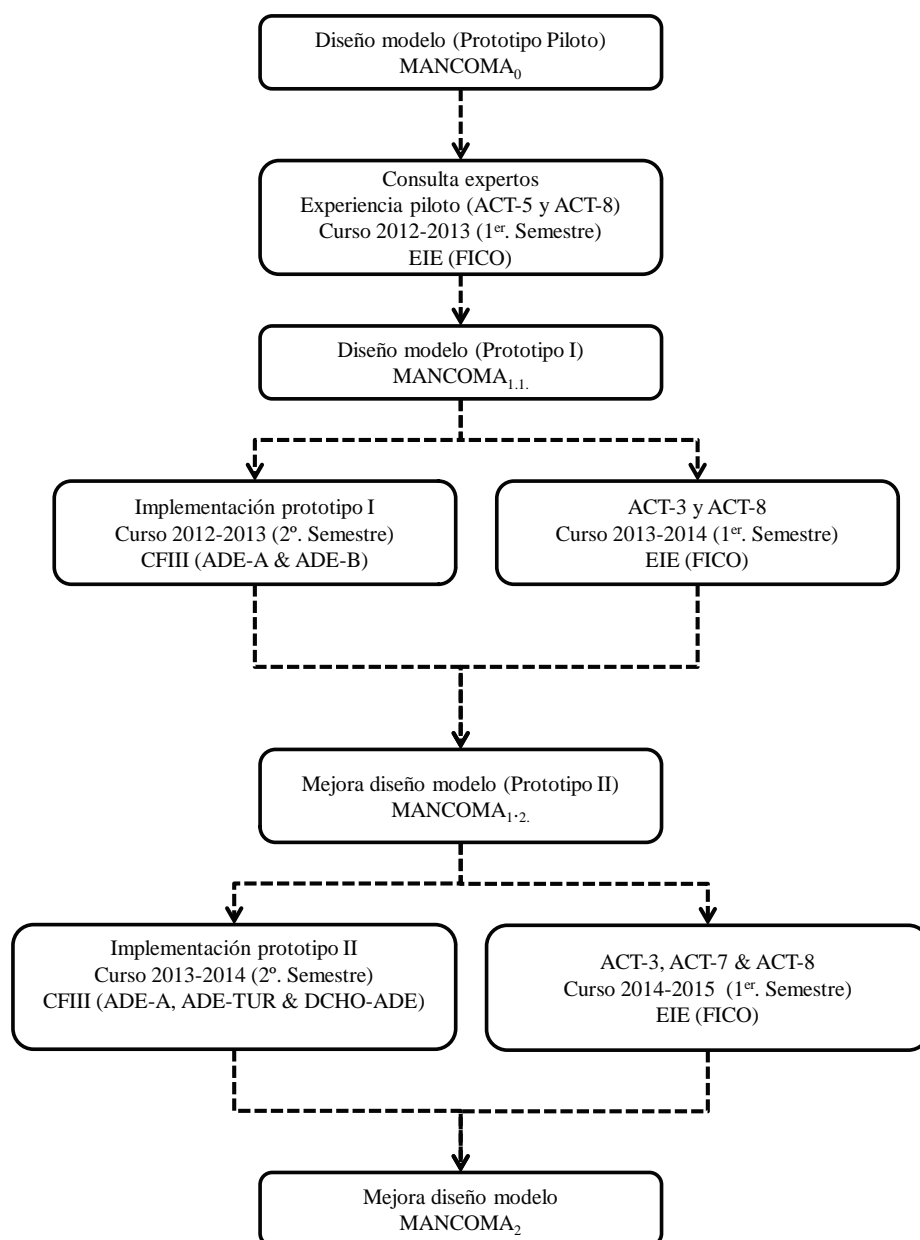 Diseño modelo (Prototipo Piloto)
MANCOMA₀
Consulta expertos
Experiencia piloto (ACT-5 y ACT-8)
Curso 2012-2013 (1ᵉʳ. Semestre)
EIE (FICO)
Diseño modelo (Prototipo I)
MANCOMA₁.₁.
Implementación prototipo I
Curso 2012-2013 (2º. Semestre)
CFIII (ADE-A & ADE-B)
ACT-3 y ACT-8
Curso 2013-2014 (1ᵉʳ. Semestre)
EIE (FICO)
Mejora diseño modelo (Prototipo II)
MANCOMA₁.₂.
Implementación prototipo II
Curso 2013-2014 (2º. Semestre)
CFIII (ADE-A, ADE-TUR & DCHO-ADE)
ACT-3, ACT-7 & ACT-8
Curso 2014-2015 (1ᵉʳ. Semestre)
EIE (FICO)
Mejora diseño modelo
MANCOMA₂